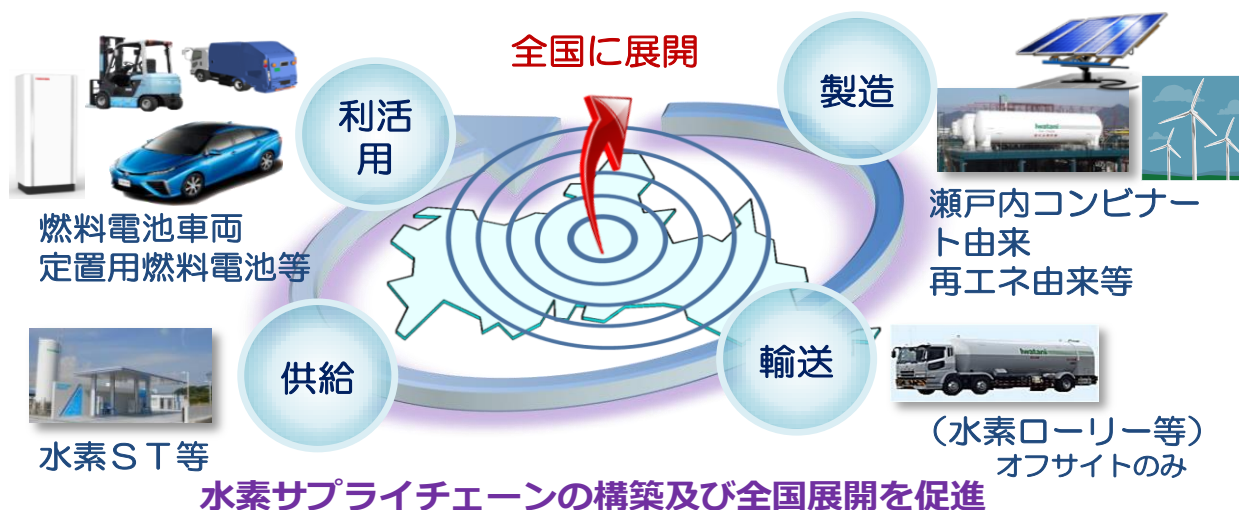 全国に展開
製造
利活
用
Iwatani
瀬戸内コンビナー
ト由来
再エネ由来等
燃料電池車両
定置用燃料電池等
供給
輸送
Iwatani
水素ST等
(水素ローリー等)
オフサイトのみ
水素サプライチェーンの構築及び全国展開を促進